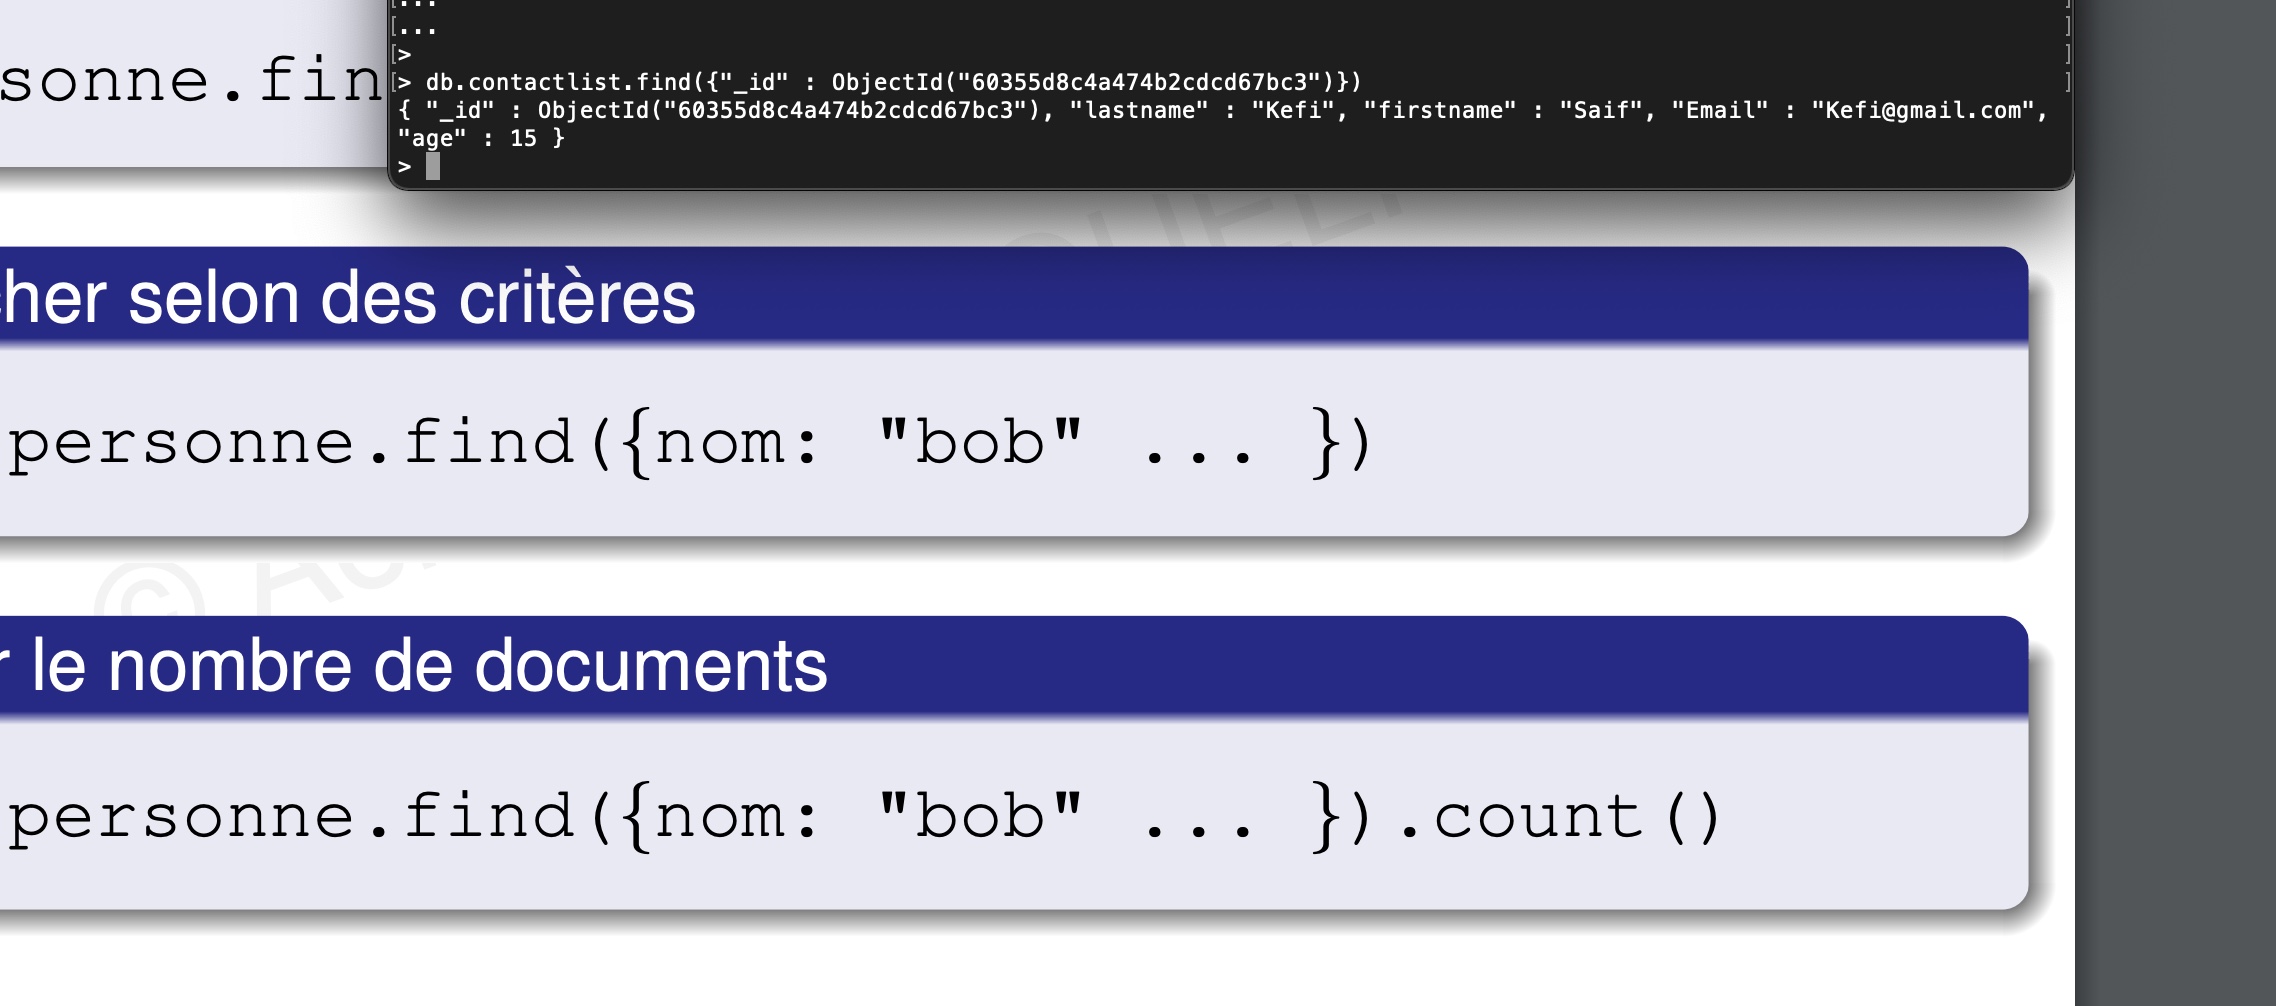 ...
...
>
sonne.fin
> db.contactlist.find({"_id" : ObjectId("60355d8c4a474b2cdcd67bc3")})
{ "_id" : ObjectId("60355d8c4a474b2cdcd67bc3"), "lastname" : "Kefi", "firstname" : "Saif", "Email" : "Kefi@gmail.com",
"age" : 15 }
>
cher selon des critères
personne.find({nom: "bob" ... })
r le nombre de documents
personne.find({nom: "bob" ... }).count()